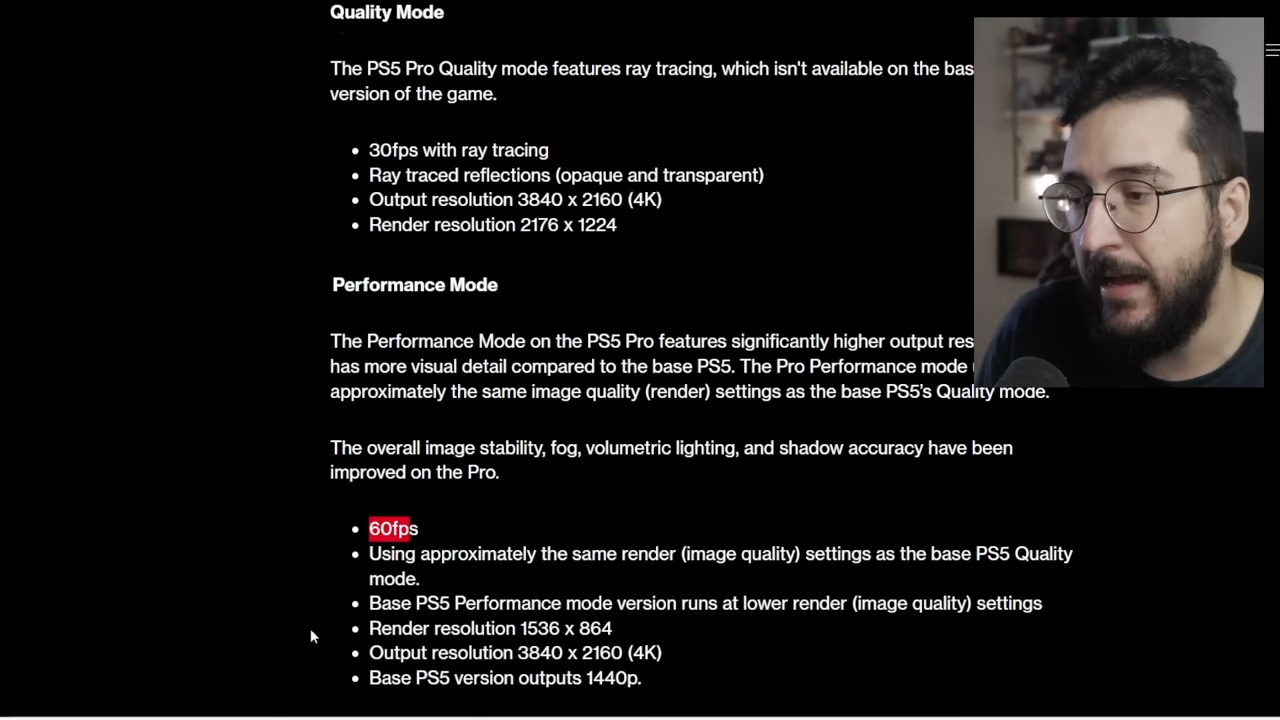 Quality Mode
The PS5 Pro Quality mode features ray tracing, which isn't available on the
version of the game.
30fps with ray tracing
Ray traced reflections (opaque and transparent)
Output resolution 3840 x 2160 (4K)
Render resolution 2176 x 1224
Performance Mode
The Performance Mode on the PS5 Pro features significantly higher output
has more visual detail compared to the base PS5. The Pro Performance mode
approximately the same image quality (render) settings as the base PS5’s Quality mode.
The overall image stability, fog, volumetric lighting, and shadow accuracy have been
improved on the Pro.
60fps
Using approximately the same render (image quality) settings as the base PS5 Quality
mode.
Base PS5 Performance mode version runs at lower render (image quality) settings
Render resolution 1536 x 864
Output resolution 3840 x 2160 (4K)
Base PS5 version outputs 1440p.